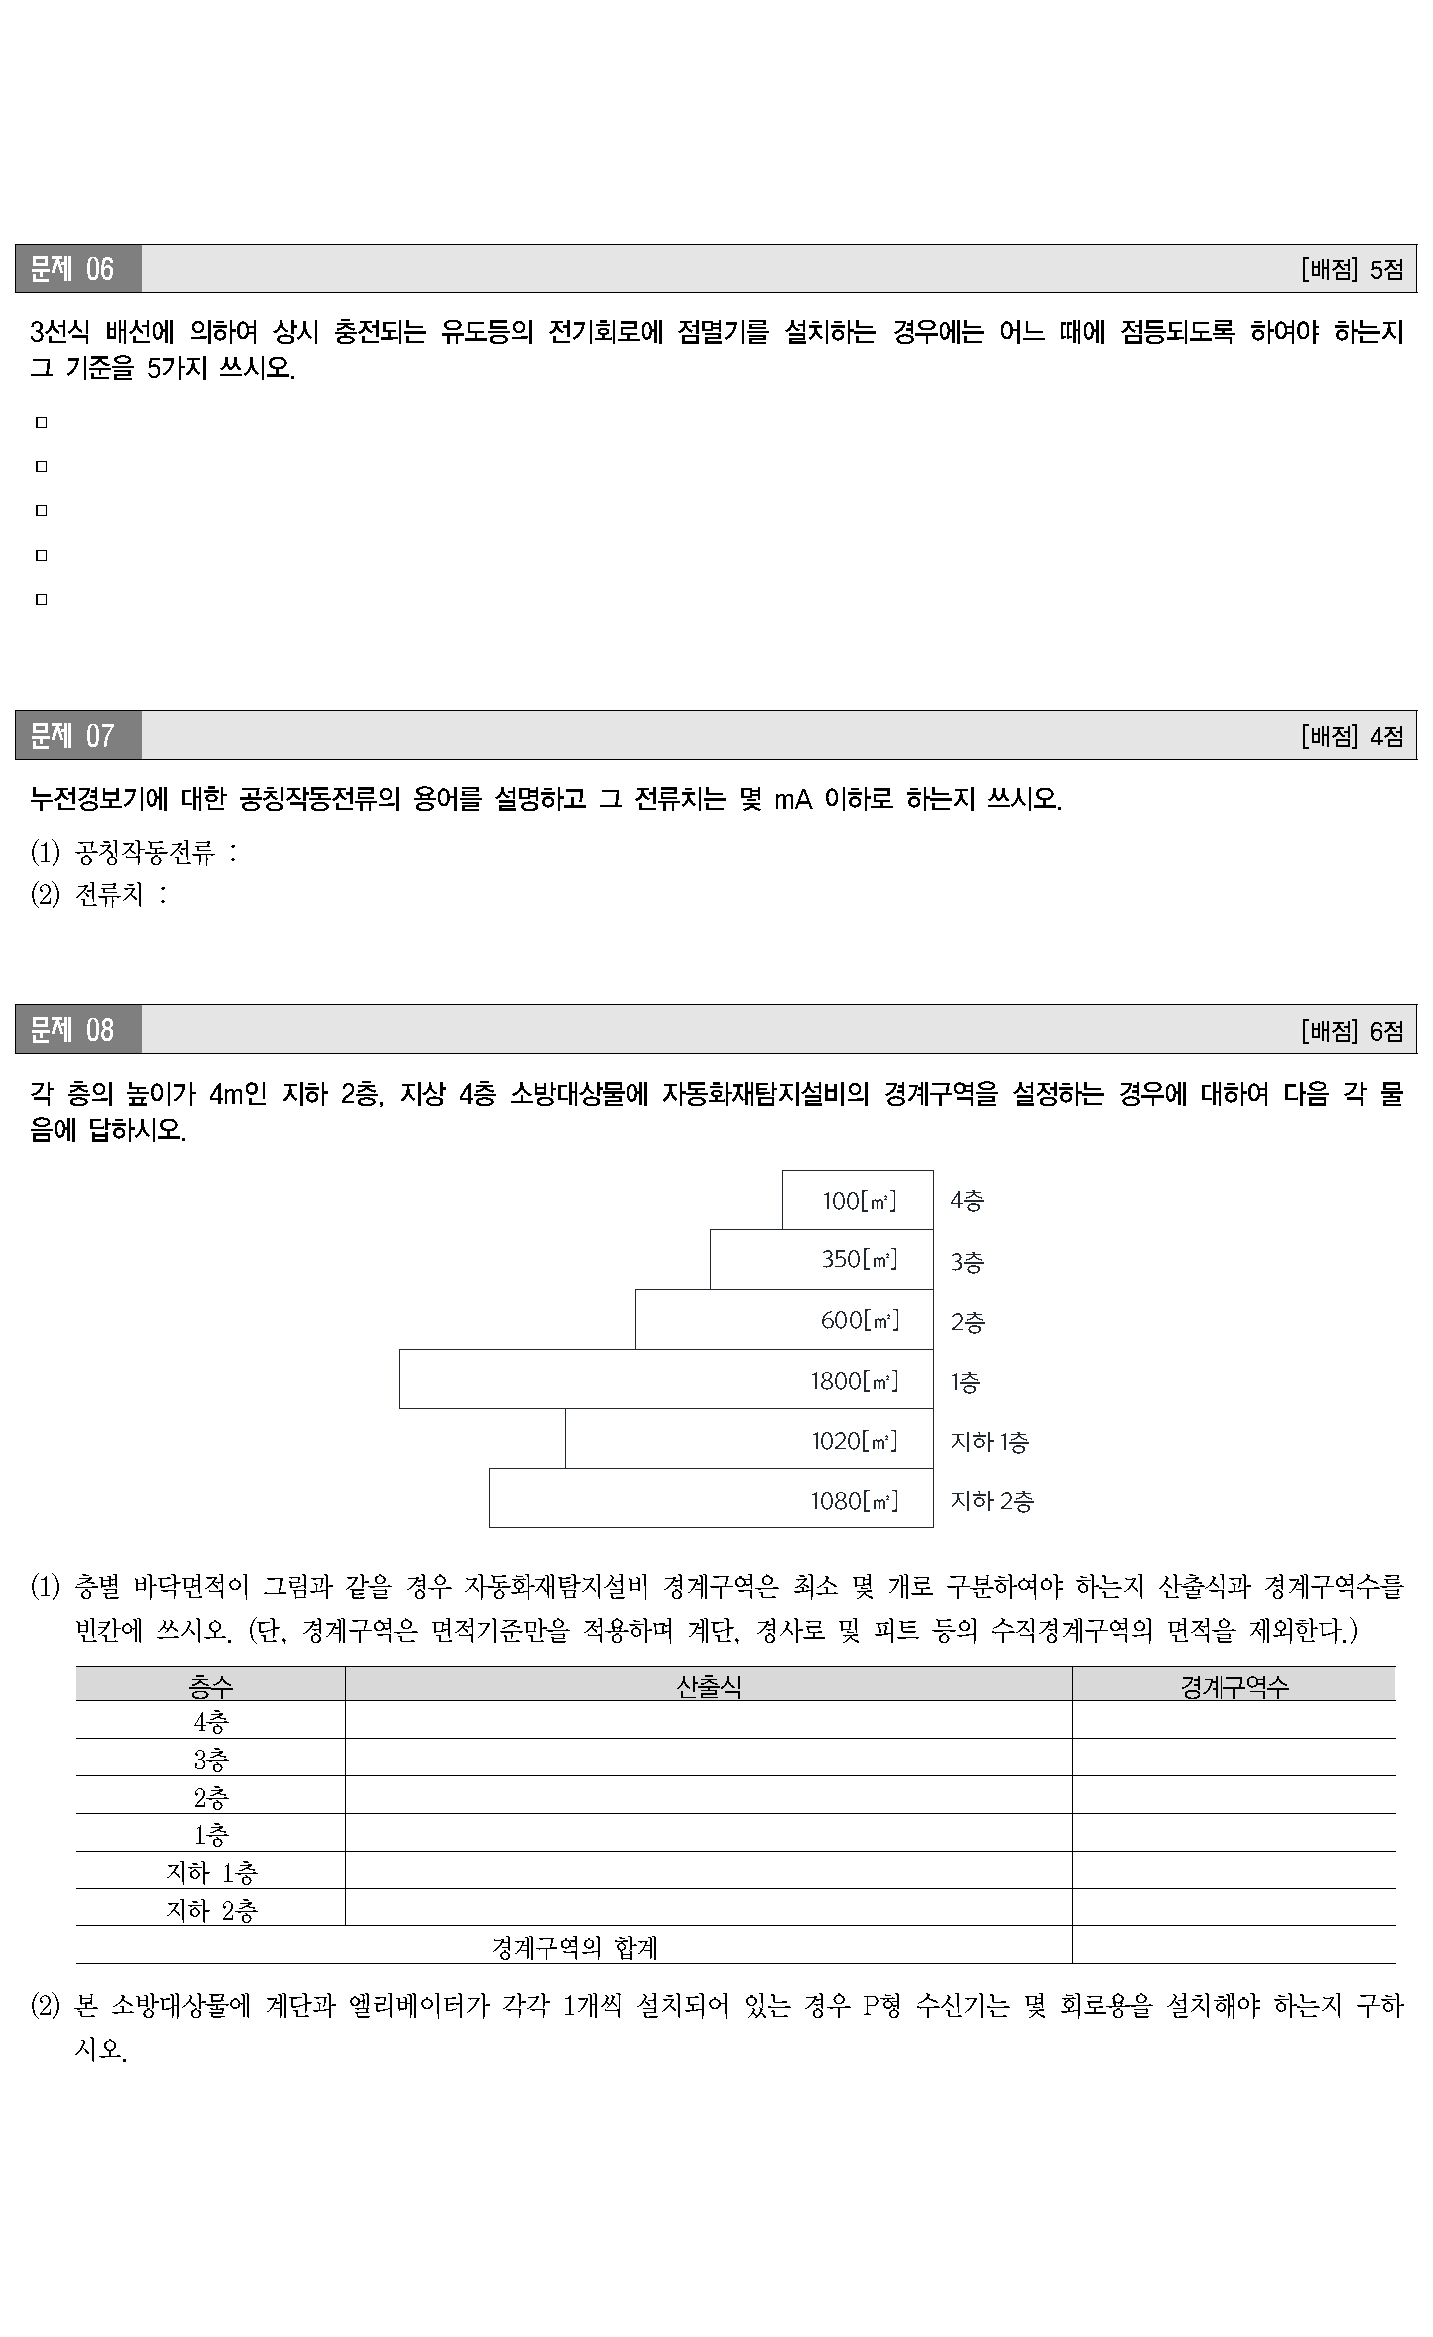 문제 06 [배점] 5점
3선식 배선에 의하여 상시 충전되는 유도등의 전기회로에 점멸기를 설치하는 경우에는 어느 때에 점등되도록 하여야 하는지
그 기준을 5가지 쓰시오.
□
□
□
□
□
문제 07 [배점] 4점
누전경보기에 대한 공칭작동전류의 용어를 설명하고 그 전류치는 몇 mA 이하로 하는지 쓰시오.
(1) 공칭작동전류 :
(2) 전류치 :
문제 08 [배점] 6점
각 층의 높이가 4m인 지하 2층, 지상 4층 소방대상물에 자동화재탐지설비의 경계구역을 설정하는 경우에 대하여 다음 각 물
음에 답하시오.
100[㎡] 4층
350[㎡] 3층
600[㎡] 2층
1800[㎡] 1층
1020[㎡] 지하 1층
1080[㎡] 지하 2층
(1) 층별 바닥면적이 그림과 같을 경우 자동화재탐지설비 경계구역은 최소 몇 개로 구분하여야 하는지 산출식과 경계구역수를
빈칸에 쓰시오. (단, 경계구역은 면적기준만을 적용하며 계단, 경사로 및 피트 등의 수직경계구역의 면적을 제외한다.)
층수 산출식 경계구역수
4층
3층
2층
1층
지하 1층
지하 2층
경계구역의 합계
(2) 본 소방대상물에 계단과 엘리베이터가 각각 1개씩 설치되어 있는 경우 P형 수신기는 몇 회로용을 설치해야 하는지 구하
시오.